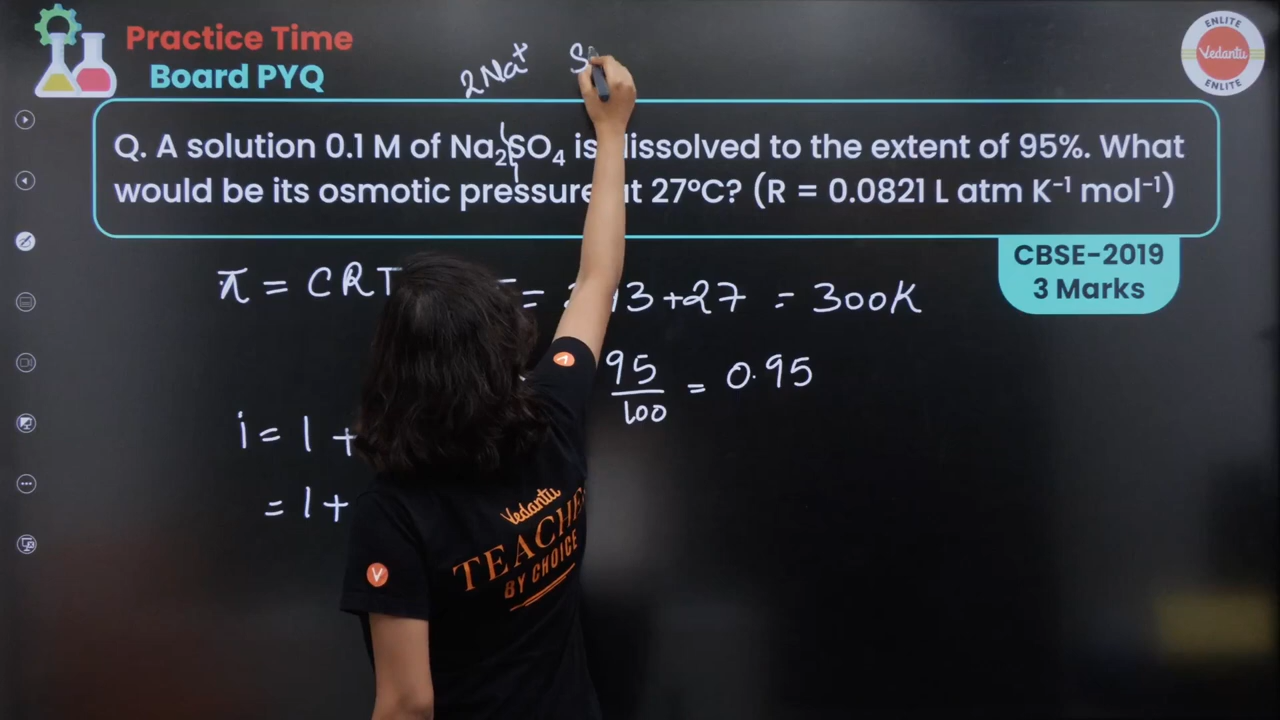 Practice Time
Board PYQ
2Na⁺ S
ENLITE
Vedantu
ENLITE
Q. A solution 0.1 M of Na₂SO₄ is dissolved to the extent of 95%. What
would be its osmotic pressure at 27°C? (R = 0.0821 L atm K⁻¹ mol⁻¹)
CBSE-2019
3 Marks
π = CRT = 273+27 = 300K
95/100 = 0.95
i = 1 +
= 1 +
Vedantu
TEACHE
BY CHOICE
V